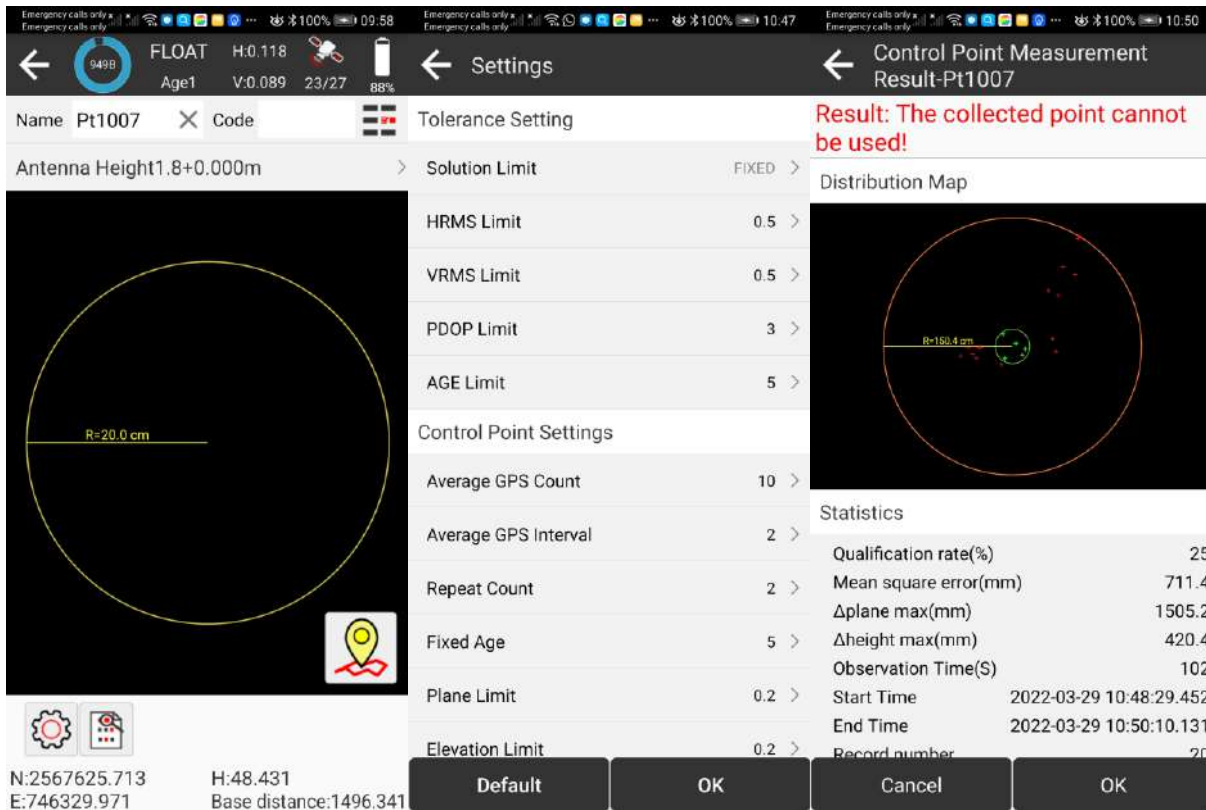 Emergency calls only
Emergency calls only
100% 09:58
949B
FLOAT H:0.118
Age1 V:0.089 23/27 88%
Name Pt1007 Code
Antenna Height1.8+0.000m
R=20.0 cm
N:2567625.713 H:48.431
E:746329.971 Base distance:1496.341
Emergency calls only
Emergency calls only
100% 10:47
Settings
Tolerance Setting
Solution Limit FIXED
HRMS Limit 0.5
VRMS Limit 0.5
PDOP Limit 3
AGE Limit 5
Control Point Settings
Average GPS Count 10
Average GPS Interval 2
Repeat Count 2
Fixed Age 5
Plane Limit 0.2
Elevation Limit 0.2
Default OK
Emergency calls only
Emergency calls only
100% 10:50
Control Point Measurement
Result-Pt1007
Result: The collected point cannot
be used!
Distribution Map
R=150.4 cm
Statistics
Qualification rate(%) 25
Mean square error(mm) 711.4
Δplane max(mm) 1505.2
Δheight max(mm) 420.4
Observation Time(S) 102
Start Time 2022-03-29 10:48:29.452
End Time 2022-03-29 10:50:10.131
Record number 20
Cancel OK